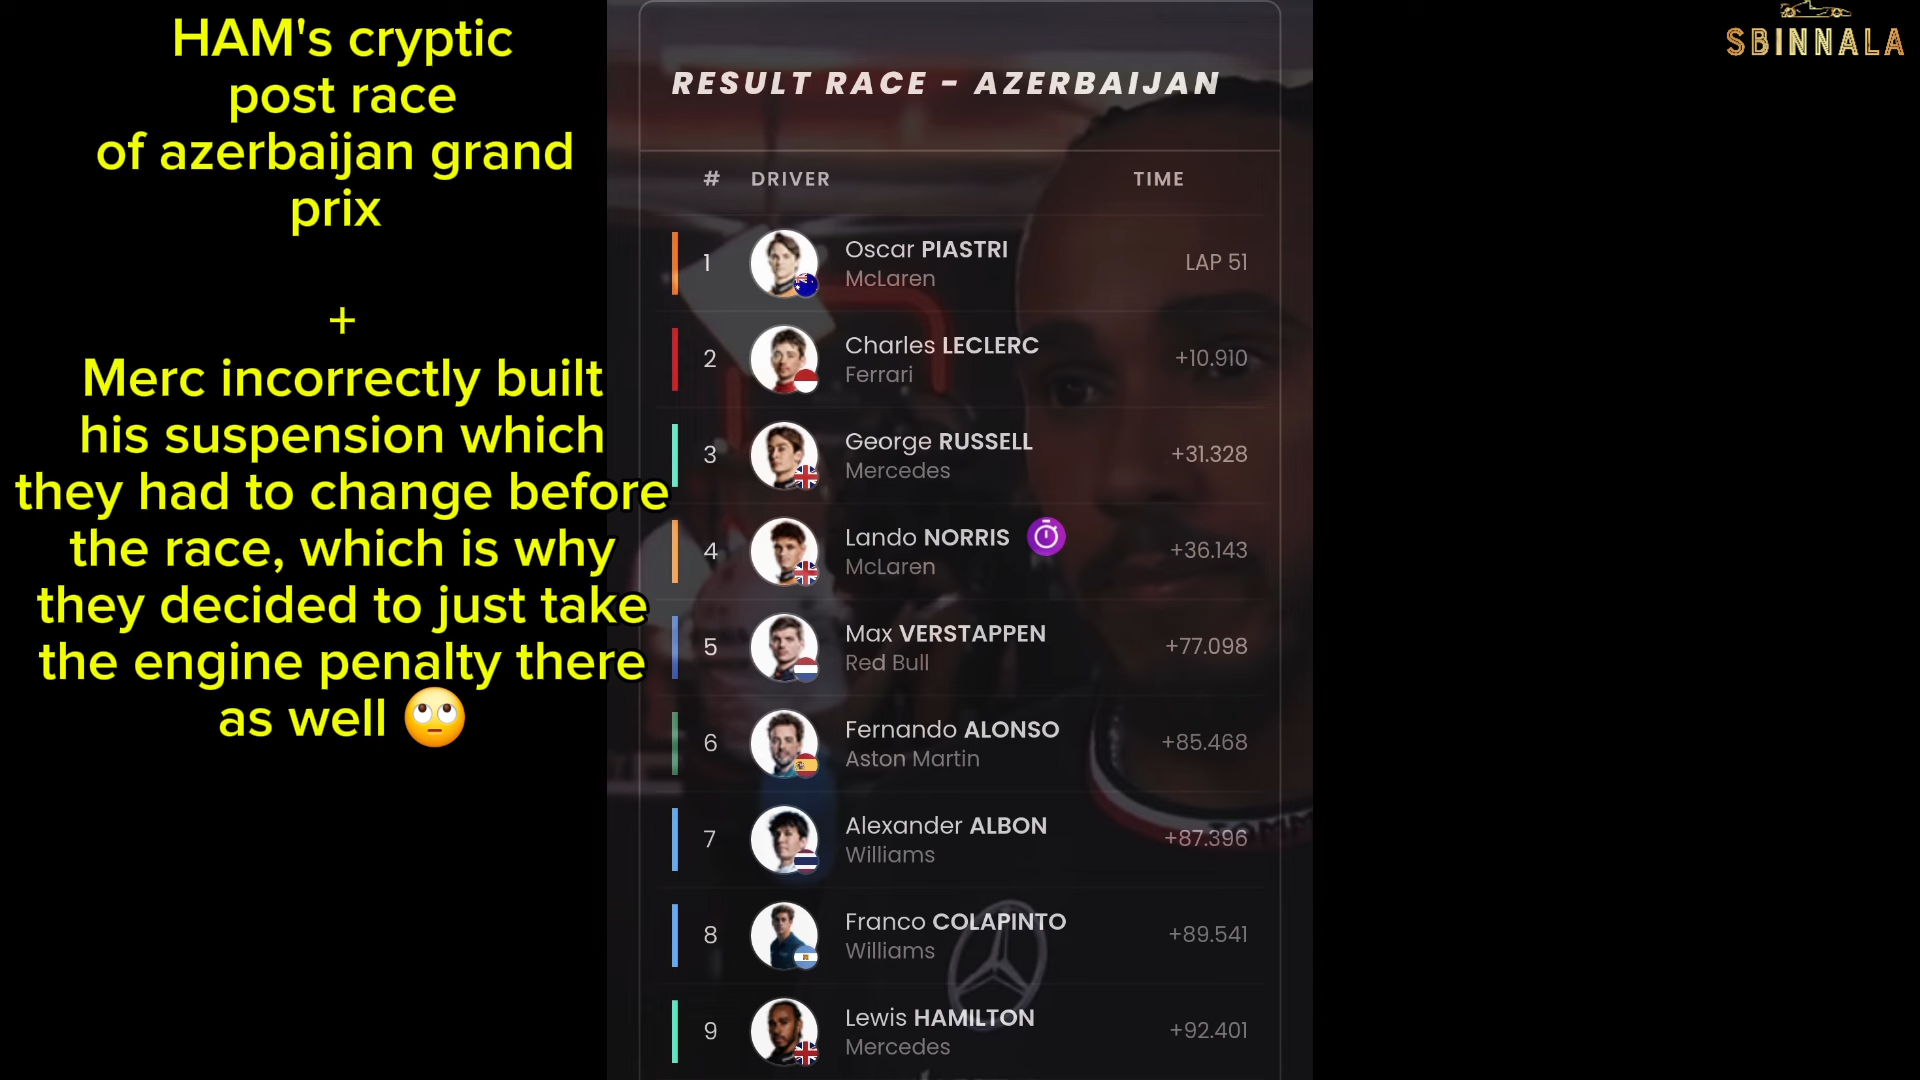 HAM's cryptic
post race
of azerbaijan grand
prix
+
Merc incorrectly built
his suspension which
they had to change before
the race, which is why
they decided to just take
the engine penalty there
as well 🙄
RESULT RACE - AZERBAIJAN
# DRIVER TIME
1 Oscar PIASTRI LAP 51
McLaren
2 Charles LECLERC +10.910
Ferrari
3 George RUSSELL +31.328
Mercedes
4 Lando NORRIS +36.143
McLaren
5 Max VERSTAPPEN +77.098
Red Bull
6 Fernando ALONSO +85.468
Aston Martin
7 Alexander ALBON +87.396
Williams
8 Franco COLAPINTO +89.541
Williams
9 Lewis HAMILTON +92.401
Mercedes
SBINNALA